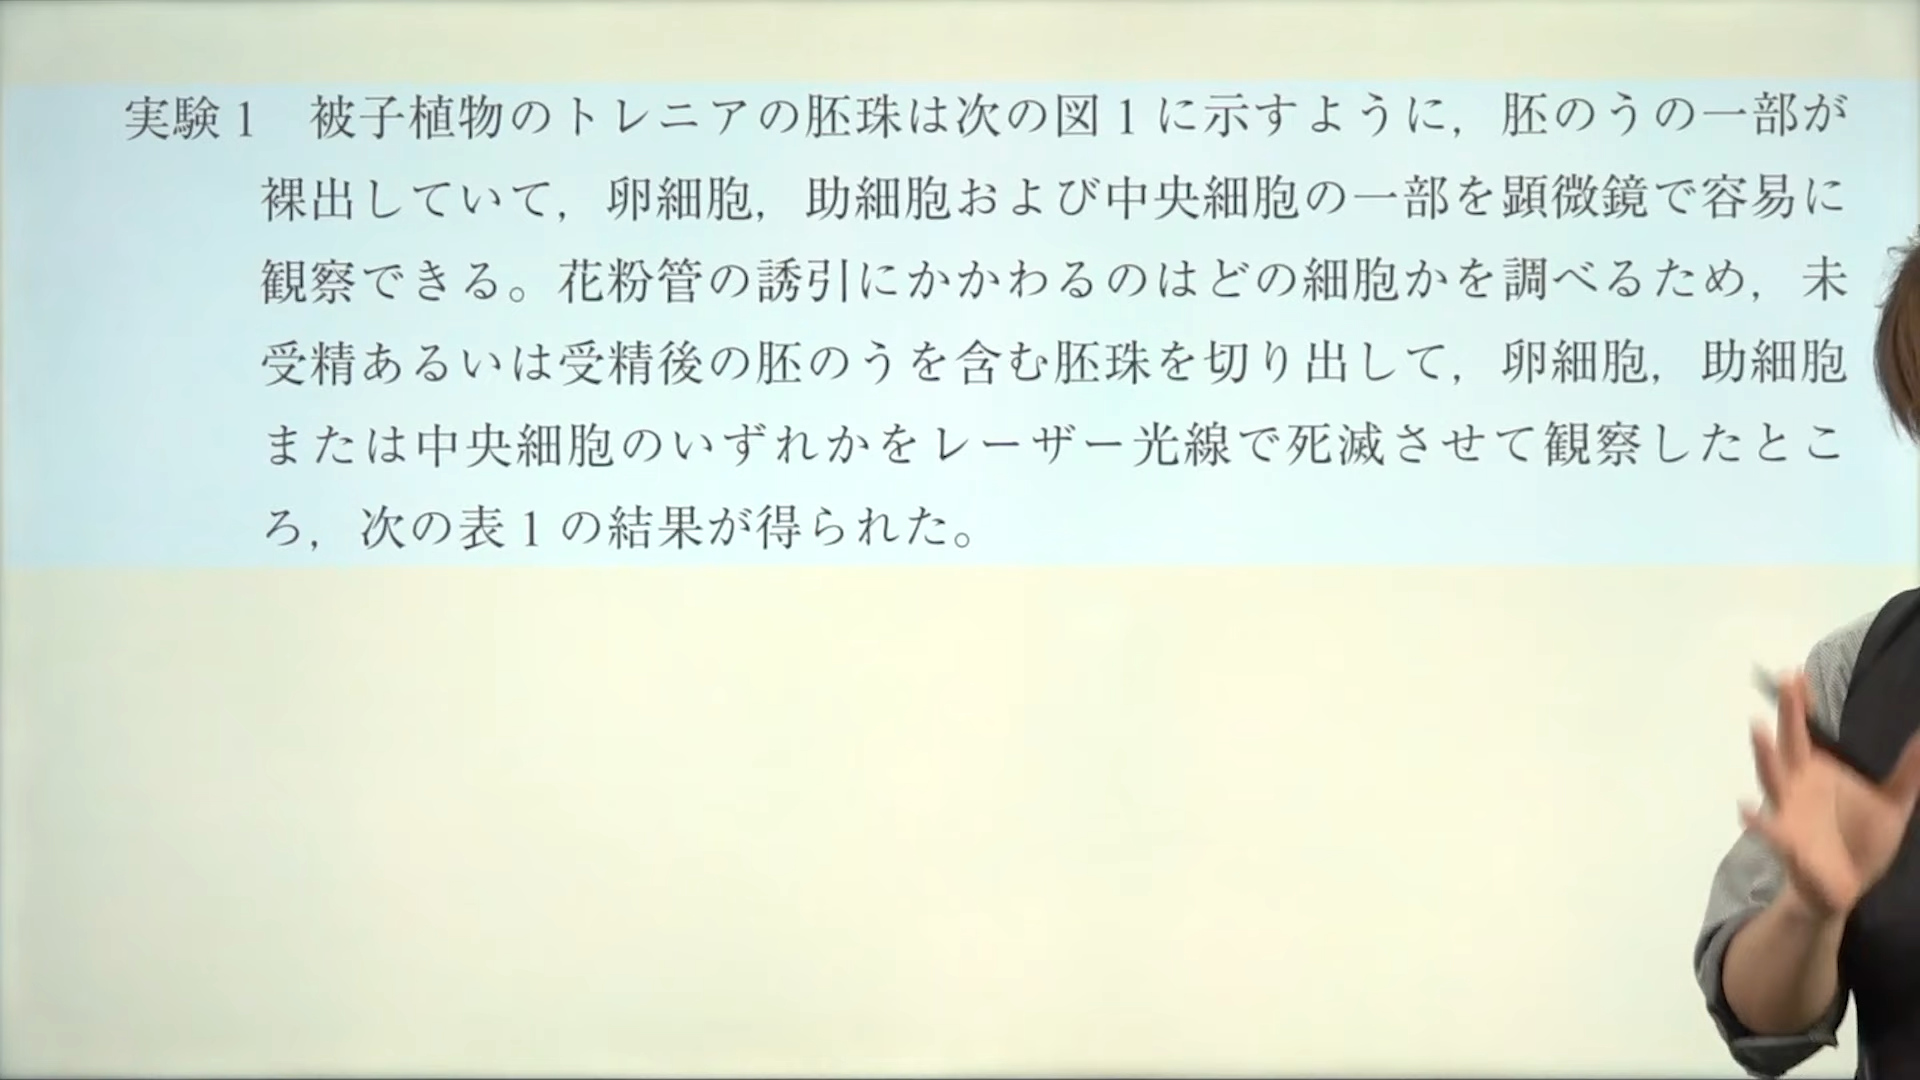 実験1 被子植物のトレニアの胚珠は次の図1に示すように，胚のうの一部が
裸出していて，卵細胞，助細胞および中央細胞の一部を顕微鏡で容易に
観察できる。花粉管の誘引にかかわるのはどの細胞かを調べるため，未
受精あるいは受精後の胚のうを含む胚珠を切り出して，卵細胞，助細胞
または中央細胞のいずれかをレーザー光線で死滅させて観察したとこ
ろ，次の表1の結果が得られた。